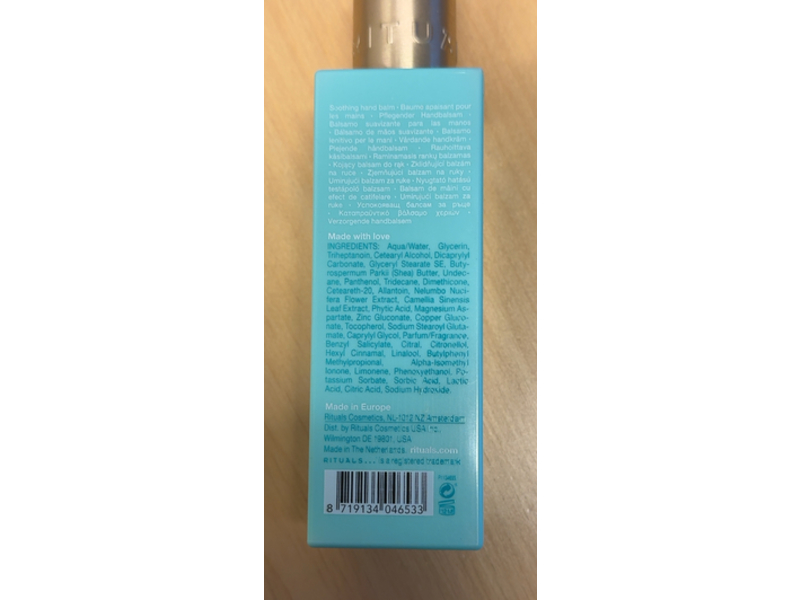 RITUA
Soothing hand balm • Baume apaisant pour
les mains • Pflegender Handbalsam •
Bálsamo suavizante para las manos
• Bálsamo de mãos suavizante • Balsamo
lenitivo per le mani • Vårdande handkräm •
Plejende håndbalsam • Rauhoittava
käsibalsami • Raminamasis rankų balzamas
• Kojący balsam do rąk • Zklidňující balzám
na ruce • Zjemňujúci balzam na ruky •
Umirujući balzam za ruke • Nyugtató hatású
testápoló balzsam • Balsam de mâini cu
efect de catifelare • Umirujući balzam za
ruke • Успокояващ балсам за ръце
• Καταπραϋντικό βάλσαμο χεριών •
Verzorgende handbalsem
Made with love
INGREDIENTS: Aqua/Water, Glycerin,
Triheptanoin, Cetearyl Alcohol, Dicaprylyl
Carbonate, Glyceryl Stearate SE, Buty-
rospermum Parkii (Shea) Butter, Undec-
ane, Panthenol, Tridecane, Dimethicone,
Ceteareth-20, Allantoin, Nelumbo Nuci-
fera Flower Extract, Camellia Sinensis
Leaf Extract, Phytic Acid, Magnesium As-
partate, Zinc Gluconate, Copper Gluco-
nate, Tocopherol, Sodium Stearoyl Gluta-
mate, Caprylyl Glycol, Parfum/Fragrance,
Benzyl Salicylate, Citral, Citronellol,
Hexyl Cinnamal, Linalool, Butylphenyl
Methylpropional, Alpha-Isomethyl
Ionone, Limonene, Phenoxyethanol, Po-
tassium Sorbate, Sorbic Acid, Lactic
Acid, Citric Acid, Sodium Hydroxide.
Made in Europe
Rituals Cosmetics, NL-1012 NZ Amsterdam
Dist. by Rituals Cosmetics USA Inc.,
Wilmington DE 19801, USA
Made in The Netherlands. rituals.com
RITUALS... is a registered trademark
8 719134 046533